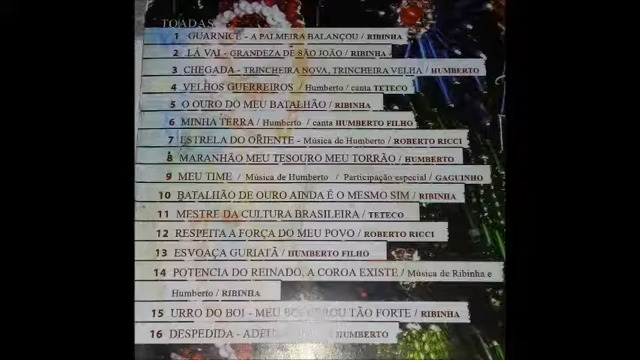 TOADAS
1 GUARNICÊ - A PALMEIRA BALANÇOU / RIBINHA
2 LÁ VAI - GRANDEZA DE SÃO JOÃO / RIBINHA
3 CHEGADA - TRINCHEIRA NOVA, TRINCHEIRA VELHA / HUMBERTO
4 VELHOS GUERREIROS / Humberto / canta TETECO
5 O OURO DO MEU BATALHÃO / RIBINHA
6 MINHA TERRA / Humberto / canta HUMBERTO FILHO
7 ESTRELA DO ORIENTE - Música de Humberto / ROBERTO RICCI
8 MARANHÃO MEU TESOURO MEU TORRÃO / HUMBERTO
9 MEU TIME / Música de Humberto / Participação especial / GAGUINHO
10 BATALHÃO DE OURO AINDA É O MESMO SIM / RIBINHA
11 MESTRE DA CULTURA BRASILEIRA / TETECO
12 RESPEITA A FORÇA DO MEU POVO / ROBERTO RICCI
13 ESVOAÇA GURIATÃ / HUMBERTO FILHO
14 POTENCIA DO REINADO, A COROA EXISTE / Música de Ribinha e
Humberto / RIBINHA
15 URRO DO BOI - MEU BOI URROU TÃO FORTE / RIBINHA
16 DESPEDIDA - HUMBERTO